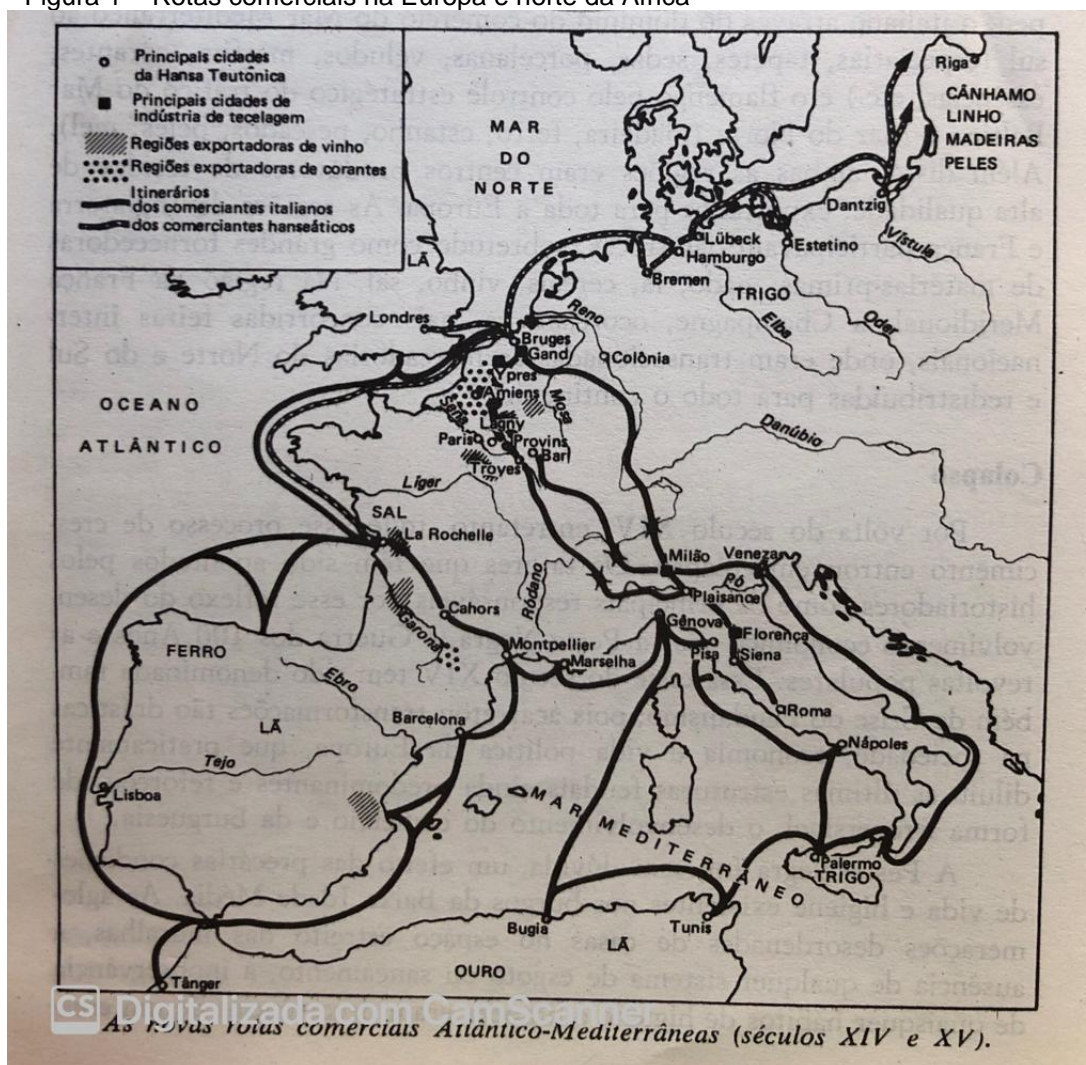 Figura 1 – Rotas comerciais na Europa e norte da África
Principais cidades
da Hansa Teutônica
Principais cidades de
indústria de tecelagem
Regiões exportadoras de vinho
Regiões exportadoras de corantes
Itinerários
dos comerciantes italianos
dos comerciantes hanseáticos
MAR
DO
NORTE
Riga
CÂNHAMO
LINHO
MADEIRAS
PELES
Dantzig
Vístula
Lübeck
Hamburgo
Estetino
Bremen
TRIGO
Elba
Oder
LÃ
Londres
Reno
Bruges
Gand
Colônia
Ypres
Amiens
Mosa
OCEANO
ATLÂNTICO
Sena
Lagny
Paris
Provins
Bar
Troyes
Danúbio
Líger
SAL
La Rochelle
Milão
Veneza
Pó
Plaisance
Ródano
Cahors
Garona
Gênova
Florença
Pisa
Siena
FERRO
Montpellier
Marselha
Ebro
Roma
Barcelona
LÃ
Nápoles
Tejo
Lisboa
MAR MEDITERRÂNEO
Palermo
TRIGO
Bugia
Tunis
LÃ
OURO
Tânger
CS Digitalizada com CamScanner
As novas rotas comerciais Atlântico-Mediterrâneas (séculos XIV e XV).